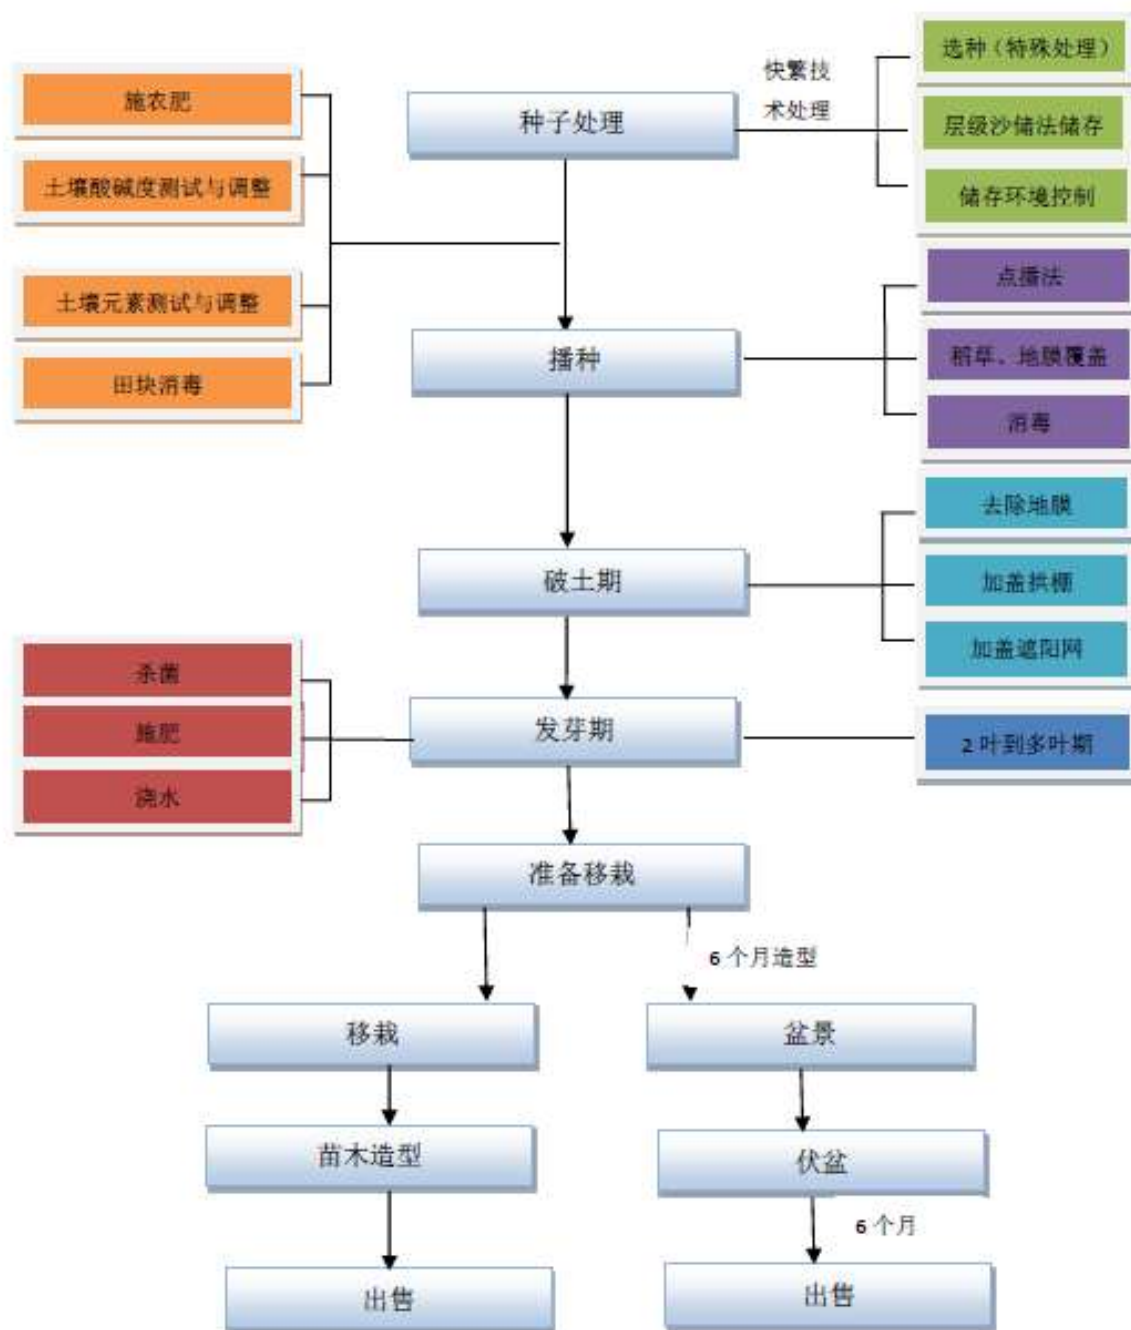 选种（特殊处理）
快繁技
术处理
施农肥
种子处理
层级沙储法储存
土壤酸碱度测试与调整
储存环境控制
点播法
土壤元素测试与调整
播种
稻草、地膜覆盖
田块消毒
消毒
去除地膜
破土期
加盖拱棚
加盖遮阳网
杀菌
施肥
发芽期
2叶到多叶期
浇水
准备移栽
6个月造型
移栽
盆景
苗木造型
伏盆
6个月
出售
出售